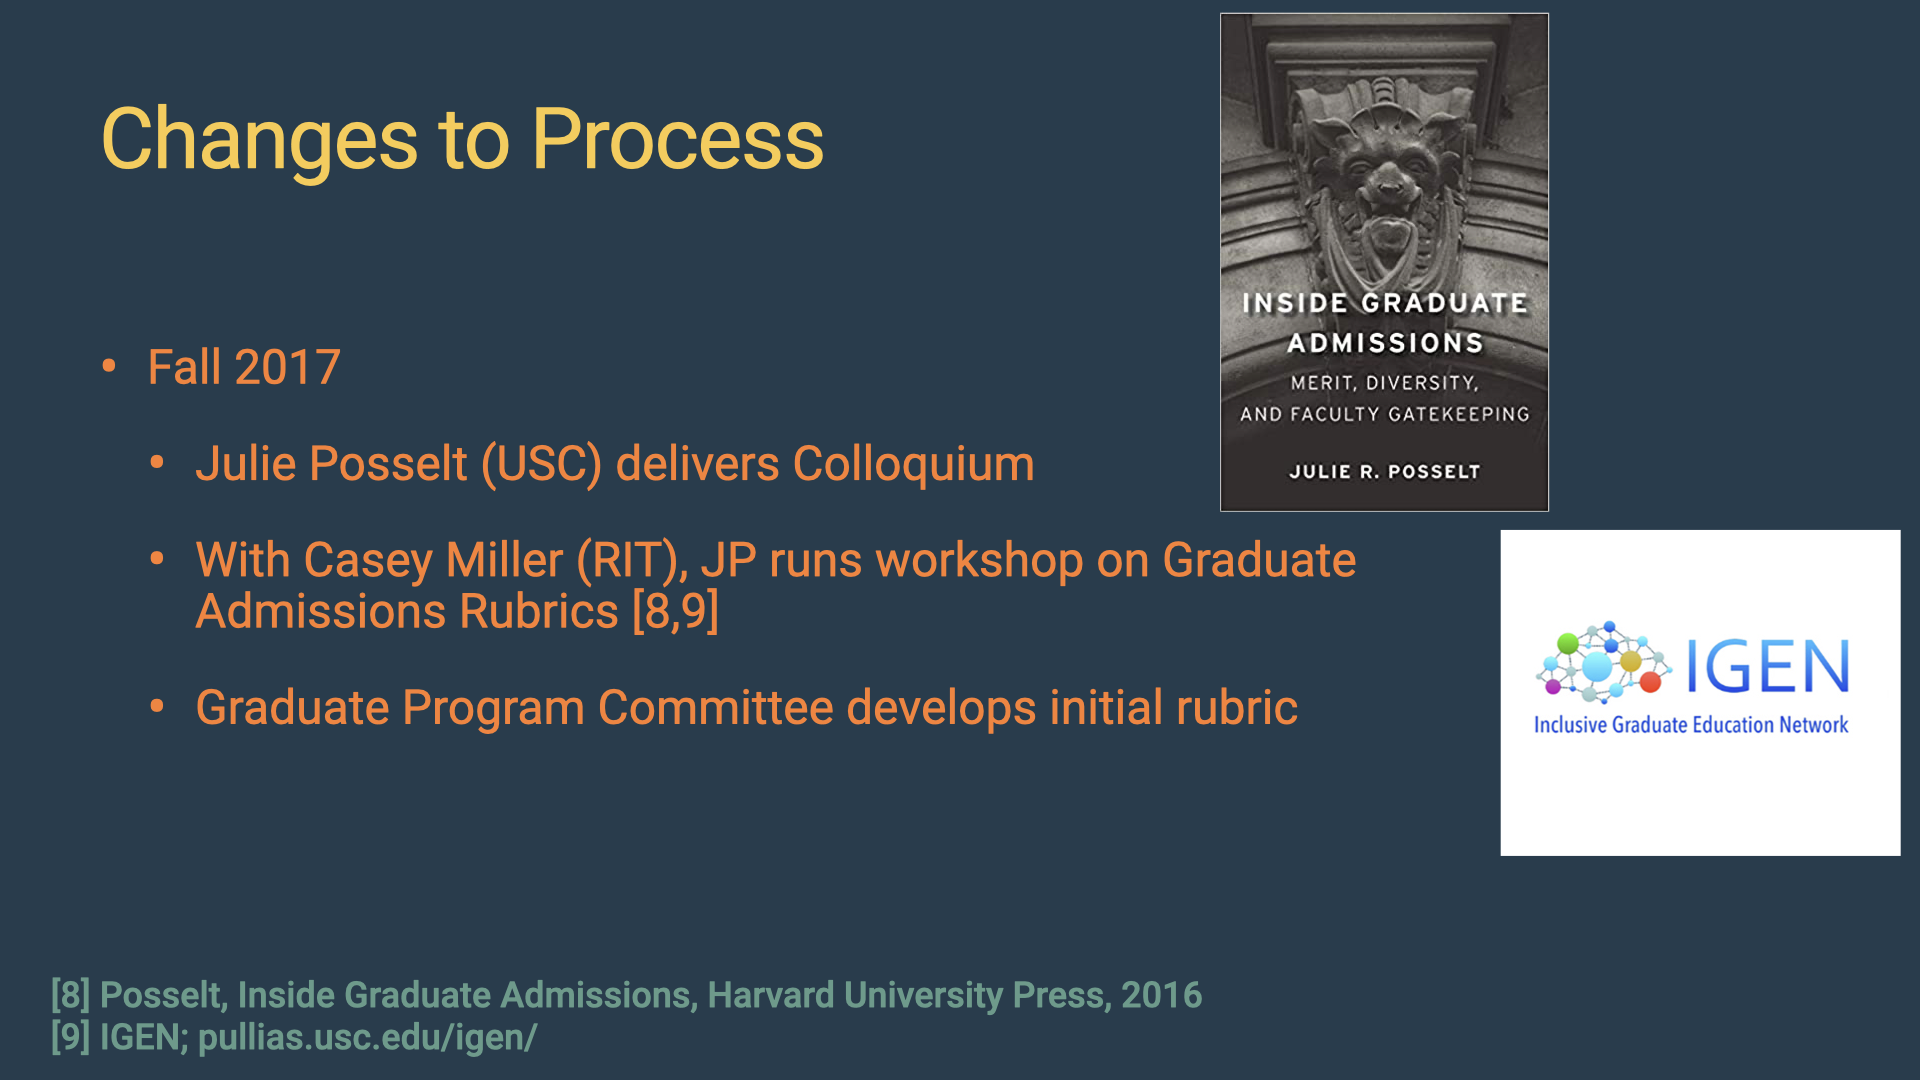 Changes to Process
• Fall 2017
• Julie Posselt (USC) delivers Colloquium
• With Casey Miller (RIT), JP runs workshop on Graduate
Admissions Rubrics [8,9]
• Graduate Program Committee develops initial rubric
INSIDE GRADUATE
ADMISSIONS
MERIT, DIVERSITY,
AND FACULTY GATEKEEPING
JULIE R. POSSELT
IGEN
Inclusive Graduate Education Network
[8] Posselt, Inside Graduate Admissions, Harvard University Press, 2016
[9] IGEN; pullias.usc.edu/igen/